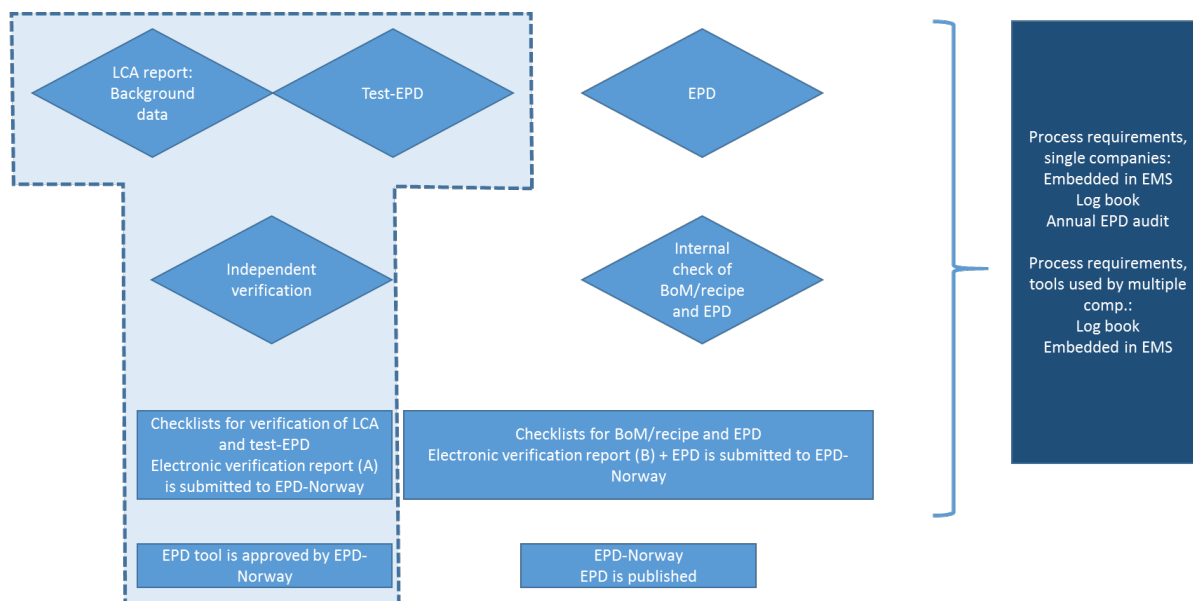 LCA report:
Background
data
Test-EPD
EPD
Independent
verification
Internal
check of
BoM/recipe
and EPD
Checklists for verification of LCA
and test-EPD
Electronic verification report (A)
is submitted to EPD-Norway
Checklists for BoM/recipe and EPD
Electronic verification report (B) + EPD is submitted to EPD-
Norway
EPD tool is approved by EPD-
Norway
EPD-Norway
EPD is published
Process requirements,
single companies:
Embedded in EMS
Log book
Annual EPD audit
Process requirements,
tools used by multiple
comp.:
Log book
Embedded in EMS